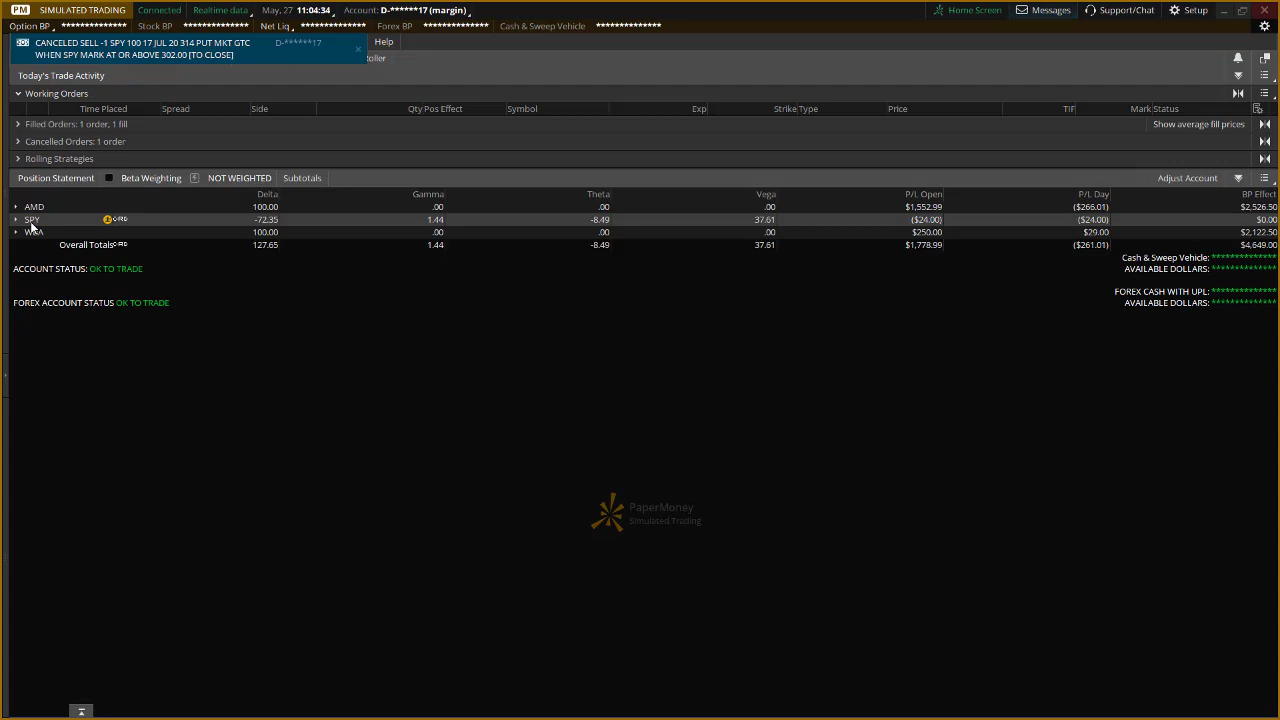 PM SIMULATED TRADING Connected Realtime data May, 27 11:04:34 Account: D-******17 (margin) Home Screen Messages Support/Chat Setup
Option BP ************** Stock BP ************** Net Liq ************** Forex BP ************** Cash & Sweep Vehicle **************
CANCELED SELL -1 SPY 100 17 JUL 20 314 PUT MKT GTC D-******17
WHEN SPY MARK AT OR ABOVE 302.00 [TO CLOSE]
Help
oller
Today's Trade Activity
Working Orders
Time Placed Spread Side Qty Pos Effect Symbol Exp Strike Type Price TIF Mark Status
Filled Orders: 1 order, 1 fill Show average fill prices
Cancelled Orders: 1 order
Rolling Strategies
Position Statement Beta Weighting NOT WEIGHTED Subtotals Adjust Account
Delta Gamma Theta Vega P/L Open P/L Day BP Effect
AMD 100.00 .00 .00 .00 $1,552.99 ($265.01) $2,526.50
SPY -72.35 1.44 -8.49 37.61 ($24.00) ($24.00) $0.00
100.00 .00 .00 .00 $250.00 $29.00 $2,122.50
Overall Totals 127.65 1.44 -8.49 37.61 $1,778.99 ($261.01) $4,649.00
Cash & Sweep Vehicle: **************
ACCOUNT STATUS: OK TO TRADE AVAILABLE DOLLARS: **************
FOREX CASH WITH UPL: **************
FOREX ACCOUNT STATUS OK TO TRADE AVAILABLE DOLLARS: **************
PaperMoney
Simulated Trading